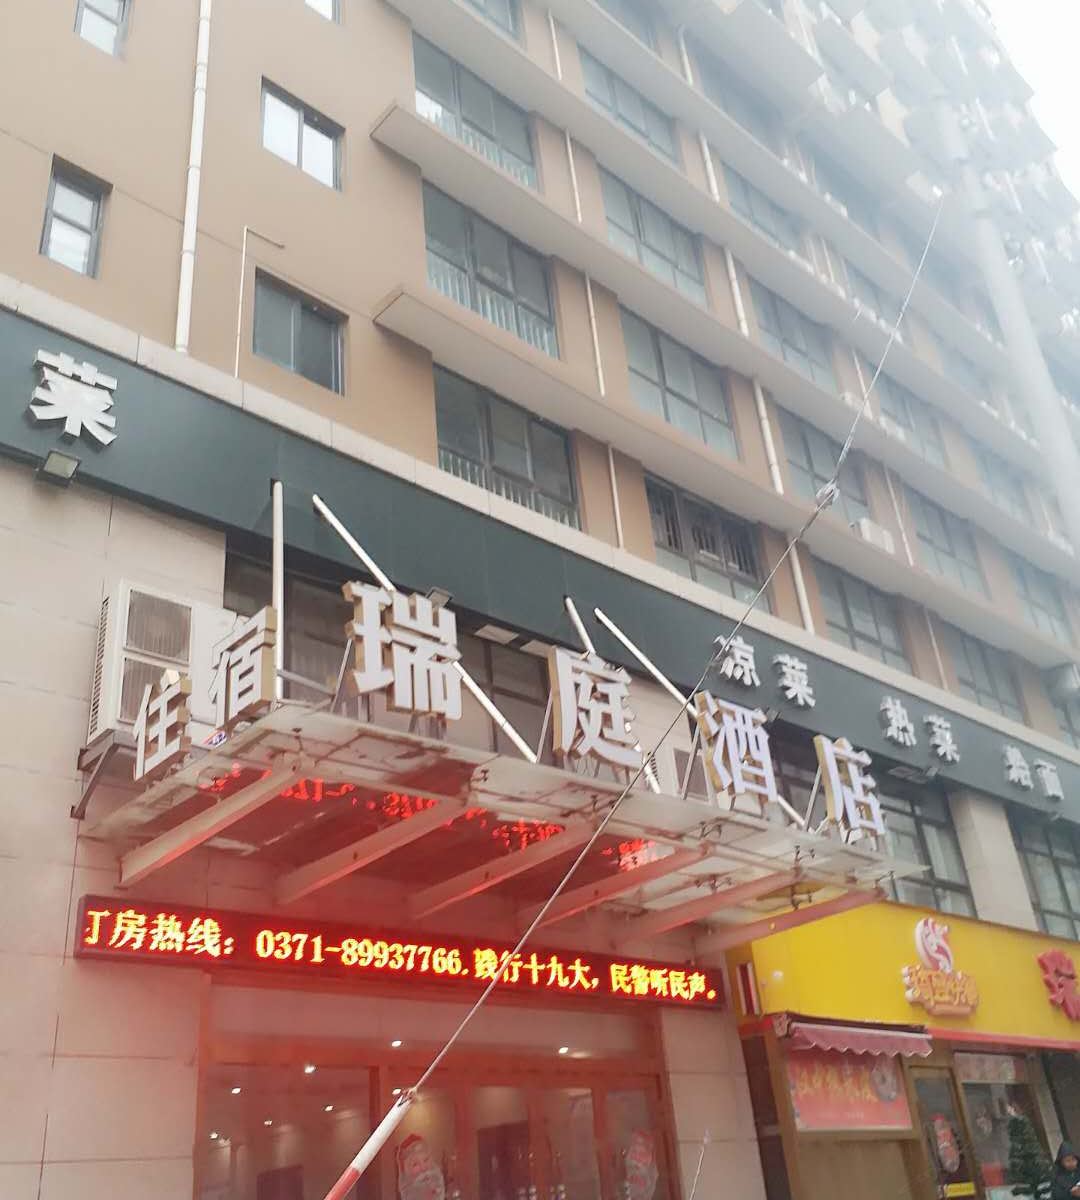 菜
凉菜 热菜
住宿 瑞庭酒店
订房热线：0371-89937766.践行十九大，民警听民声。